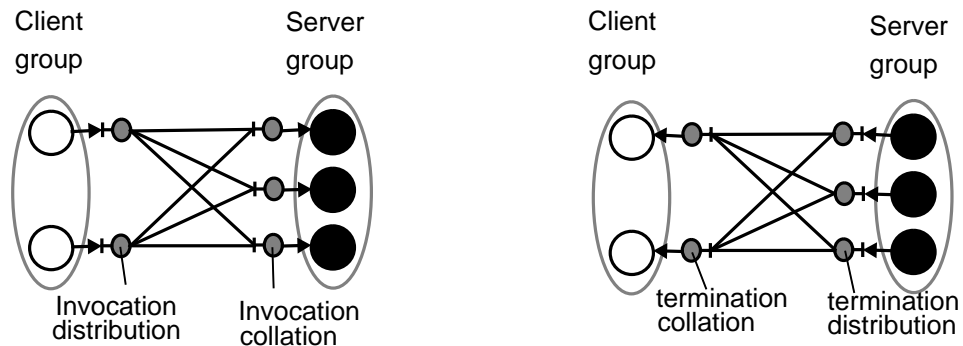 Client
group
Server
group
Invocation
distribution
Invocation
collation
Client
group
Server
group
termination
collation
termination
distribution